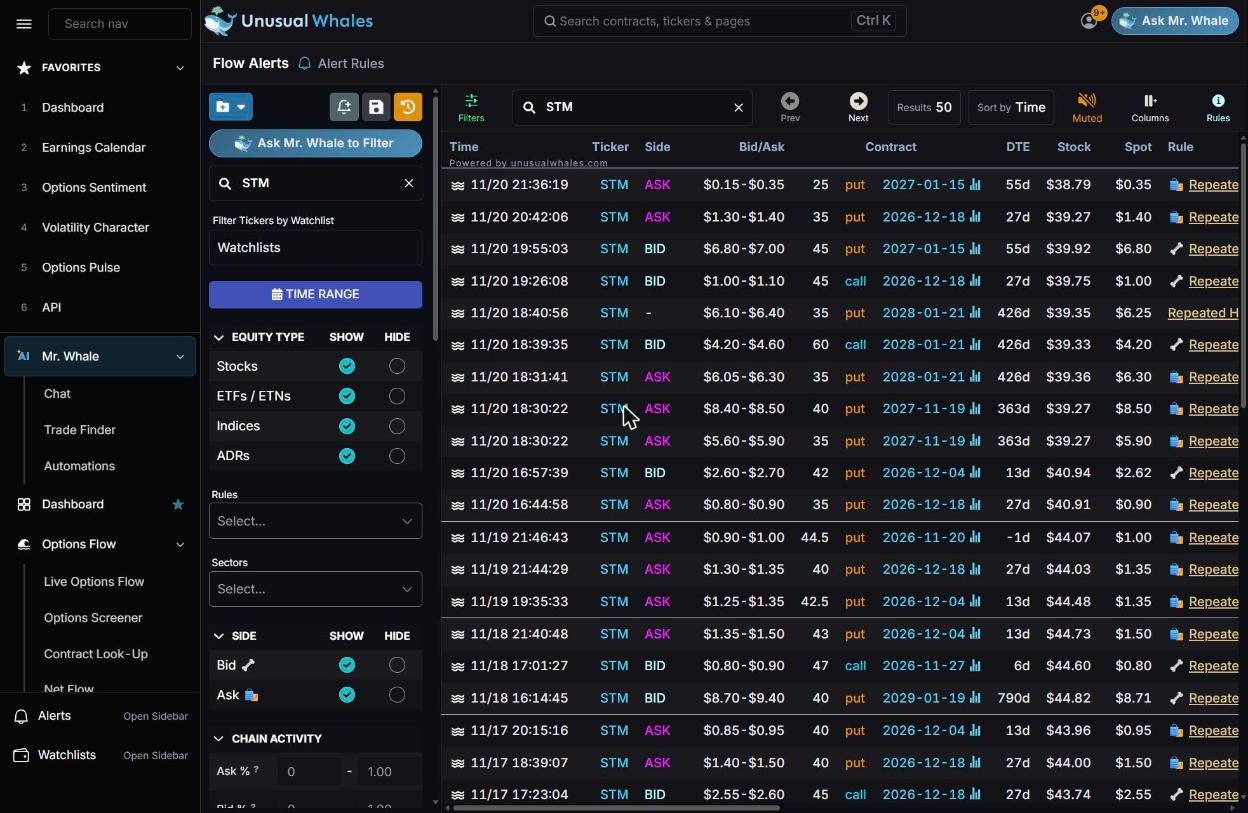 Search nav
Unusual Whales
Search contracts, tickers & pages
Ctrl K
9+
Ask Mr. Whale
FAVORITES
1 Dashboard
2 Earnings Calendar
3 Options Sentiment
4 Volatility Character
5 Options Pulse
6 API
AI Mr. Whale
Chat
Trade Finder
Automations
Dashboard
Options Flow
Live Options Flow
Options Screener
Contract Look-Up
Net Flow
Alerts Open Sidebar
Watchlists Open Sidebar
Flow Alerts Alert Rules
Ask Mr. Whale to Filter
STM
Filter Tickers by Watchlist
Watchlists
TIME RANGE
EQUITY TYPE SHOW HIDE
Stocks
ETFs / ETNs
Indices
ADRs
Rules
Select...
Sectors
Select...
SIDE SHOW HIDE
Bid
Ask
CHAIN ACTIVITY
Ask % ? 0 - 1.00
Bid % ? 0 - 1.00
Filters
STM
Prev
Next
Results 50
Sort by Time
Muted
Columns
Rules
Time Ticker Side Bid/Ask Contract DTE Stock Spot Rule
Powered by unusualwhales.com
11/20 21:36:19 STM ASK $0.15-$0.35 25 put 2027-01-15 55d $38.79 $0.35 Repeate
11/20 20:42:06 STM ASK $1.30-$1.40 35 put 2026-12-18 27d $39.27 $1.40 Repeate
11/20 19:55:03 STM BID $6.80-$7.00 45 put 2027-01-15 55d $39.92 $6.80 Repeate
11/20 19:26:08 STM BID $1.00-$1.10 45 call 2026-12-18 27d $39.75 $1.00 Repeate
11/20 18:40:56 STM - $6.10-$6.40 35 put 2028-01-21 426d $39.35 $6.25 Repeated H
11/20 18:39:35 STM BID $4.20-$4.60 60 call 2028-01-21 426d $39.33 $4.20 Repeate
11/20 18:31:41 STM ASK $6.05-$6.30 35 put 2028-01-21 426d $39.36 $6.30 Repeate
11/20 18:30:22 STM ASK $8.40-$8.50 40 put 2027-11-19 363d $39.27 $8.50 Repeate
11/20 18:30:22 STM ASK $5.60-$5.90 35 put 2027-11-19 363d $39.27 $5.90 Repeate
11/20 16:57:39 STM BID $2.60-$2.70 42 put 2026-12-04 13d $40.94 $2.62 Repeate
11/20 16:44:58 STM ASK $0.80-$0.90 35 put 2026-12-18 27d $40.91 $0.90 Repeate
11/19 21:46:43 STM ASK $0.90-$1.00 44.5 put 2026-11-20 -1d $44.07 $1.00 Repeate
11/19 21:44:29 STM ASK $1.30-$1.35 40 put 2026-12-18 27d $44.03 $1.35 Repeate
11/19 19:35:33 STM ASK $1.25-$1.35 42.5 put 2026-12-04 13d $44.48 $1.35 Repeate
11/18 21:40:48 STM ASK $1.35-$1.50 43 put 2026-12-04 13d $44.73 $1.50 Repeate
11/18 17:01:27 STM BID $0.80-$0.90 47 call 2026-11-27 6d $44.60 $0.80 Repeate
11/18 16:14:45 STM BID $8.70-$9.40 40 put 2029-01-19 790d $44.82 $8.71 Repeate
11/17 20:15:16 STM ASK $0.85-$0.95 40 put 2026-12-04 13d $43.96 $0.95 Repeate
11/17 18:39:07 STM ASK $1.40-$1.50 40 put 2026-12-18 27d $44.00 $1.50 Repeate
11/17 17:23:04 STM BID $2.55-$2.60 45 call 2026-12-18 27d $43.74 $2.55 Repeate